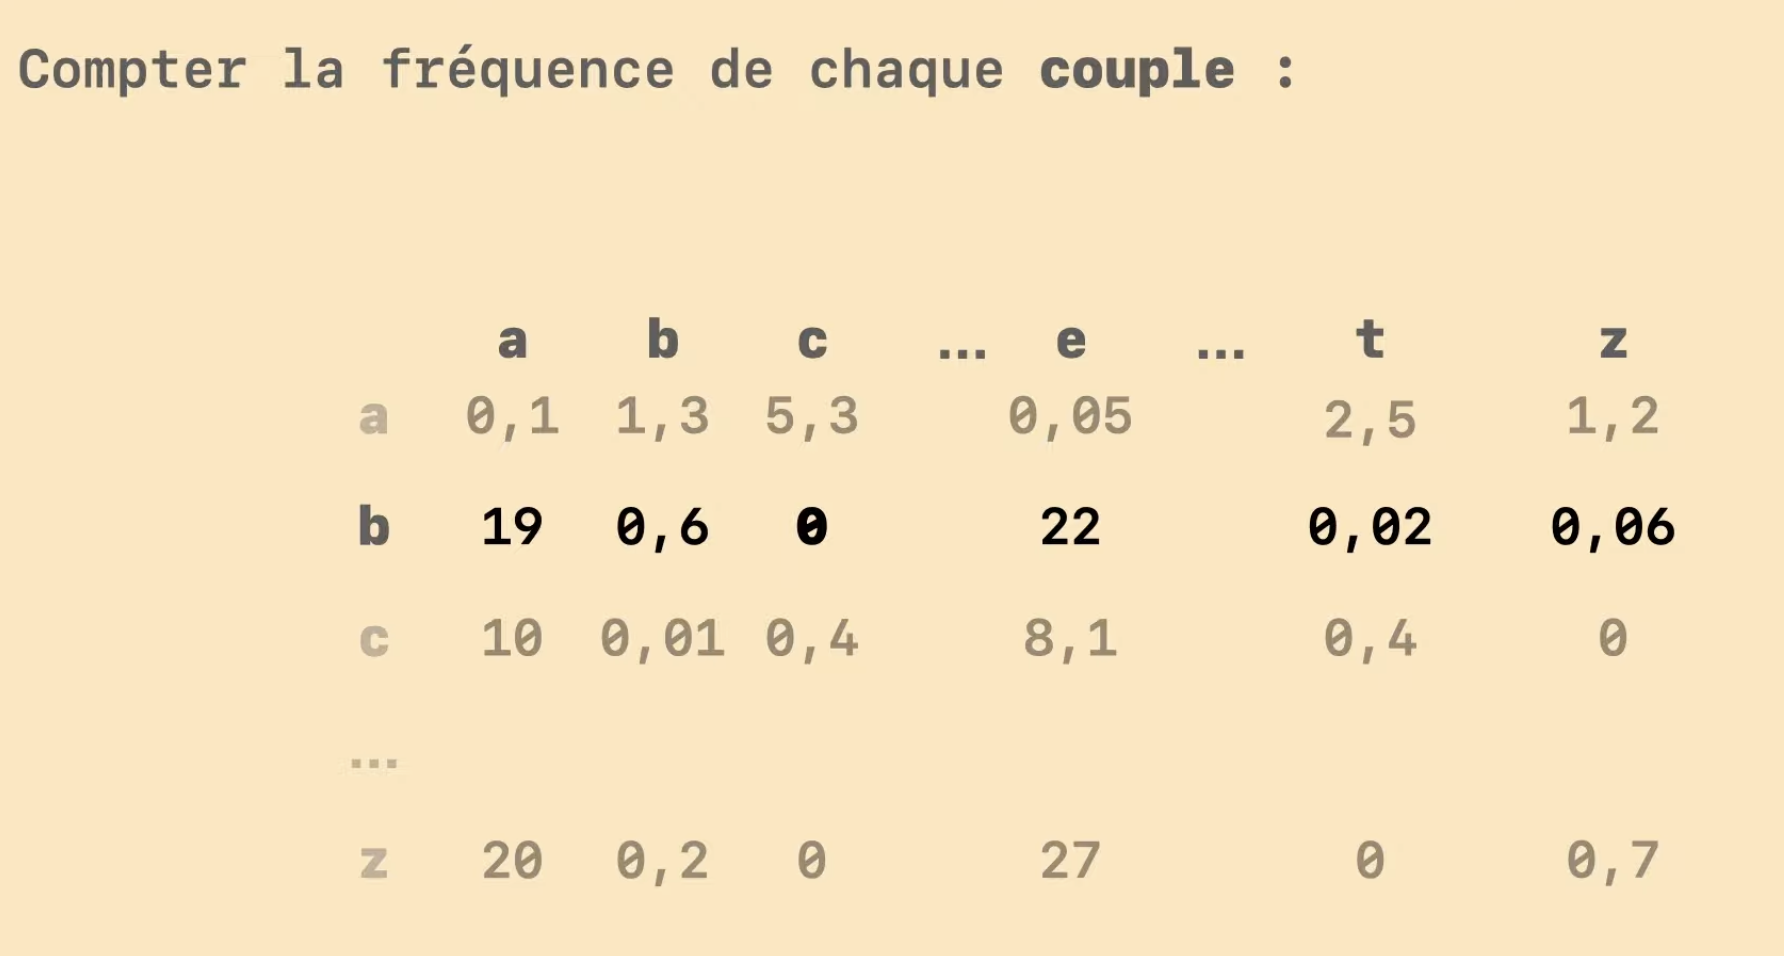 Compter la fréquence de chaque couple :
a b c ... e ... t z
a 0,1 1,3 5,3 0,05 2,5 1,2
b 19 0,6 0 22 0,02 0,06
c 10 0,01 0,4 8,1 0,4 0
...
z 20 0,2 0 27 0 0,7